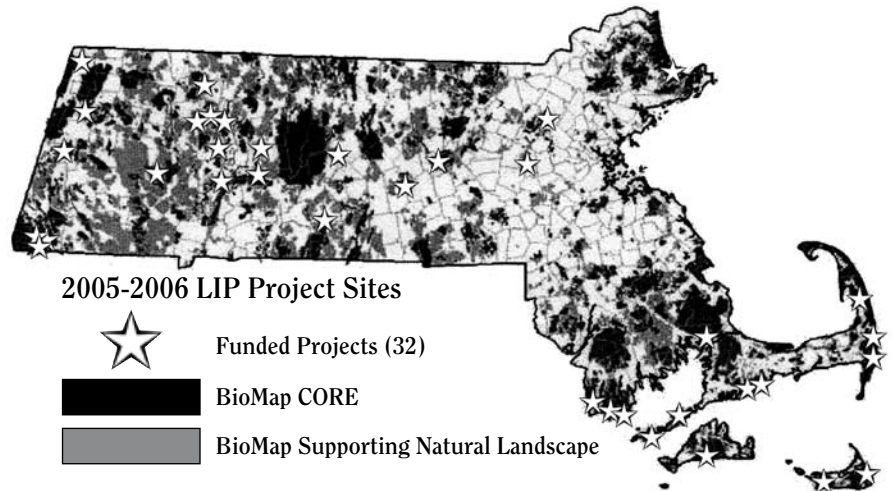 2005-2006 LIP Project Sites
Funded Projects (32)
BioMap CORE
BioMap Supporting Natural Landscape